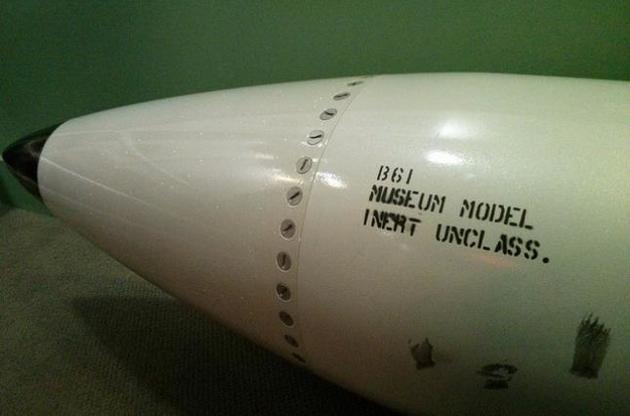 B61
MUSEUM MODEL
INERT UNCLASS.